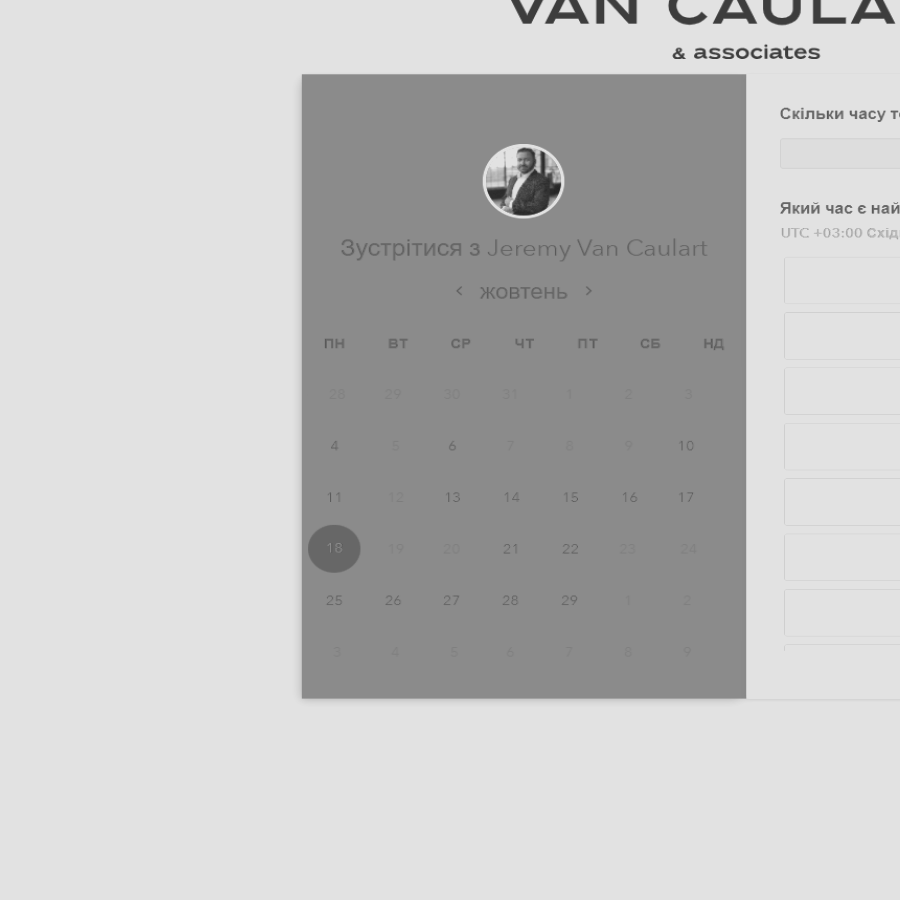 VAN CAULA
& associates
Скільки часу
Зустрітися з Jeremy Van Caulart
Який час є най
UTC +03:00 Схід
жовтень
ПН ВТ СР ЧТ ПТ СБ НД
28 29 30 31 1 2 3
4 5 6 7 8 9 10
11 12 13 14 15 16 17
18 19 20 21 22 23 24
25 26 27 28 29 1 2
3 4 5 6 7 8 9